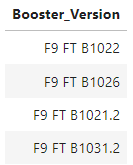 Booster_Version
F9 FT B1022
F9 FT B1026
F9 FT B1021.2
F9 FT B1031.2